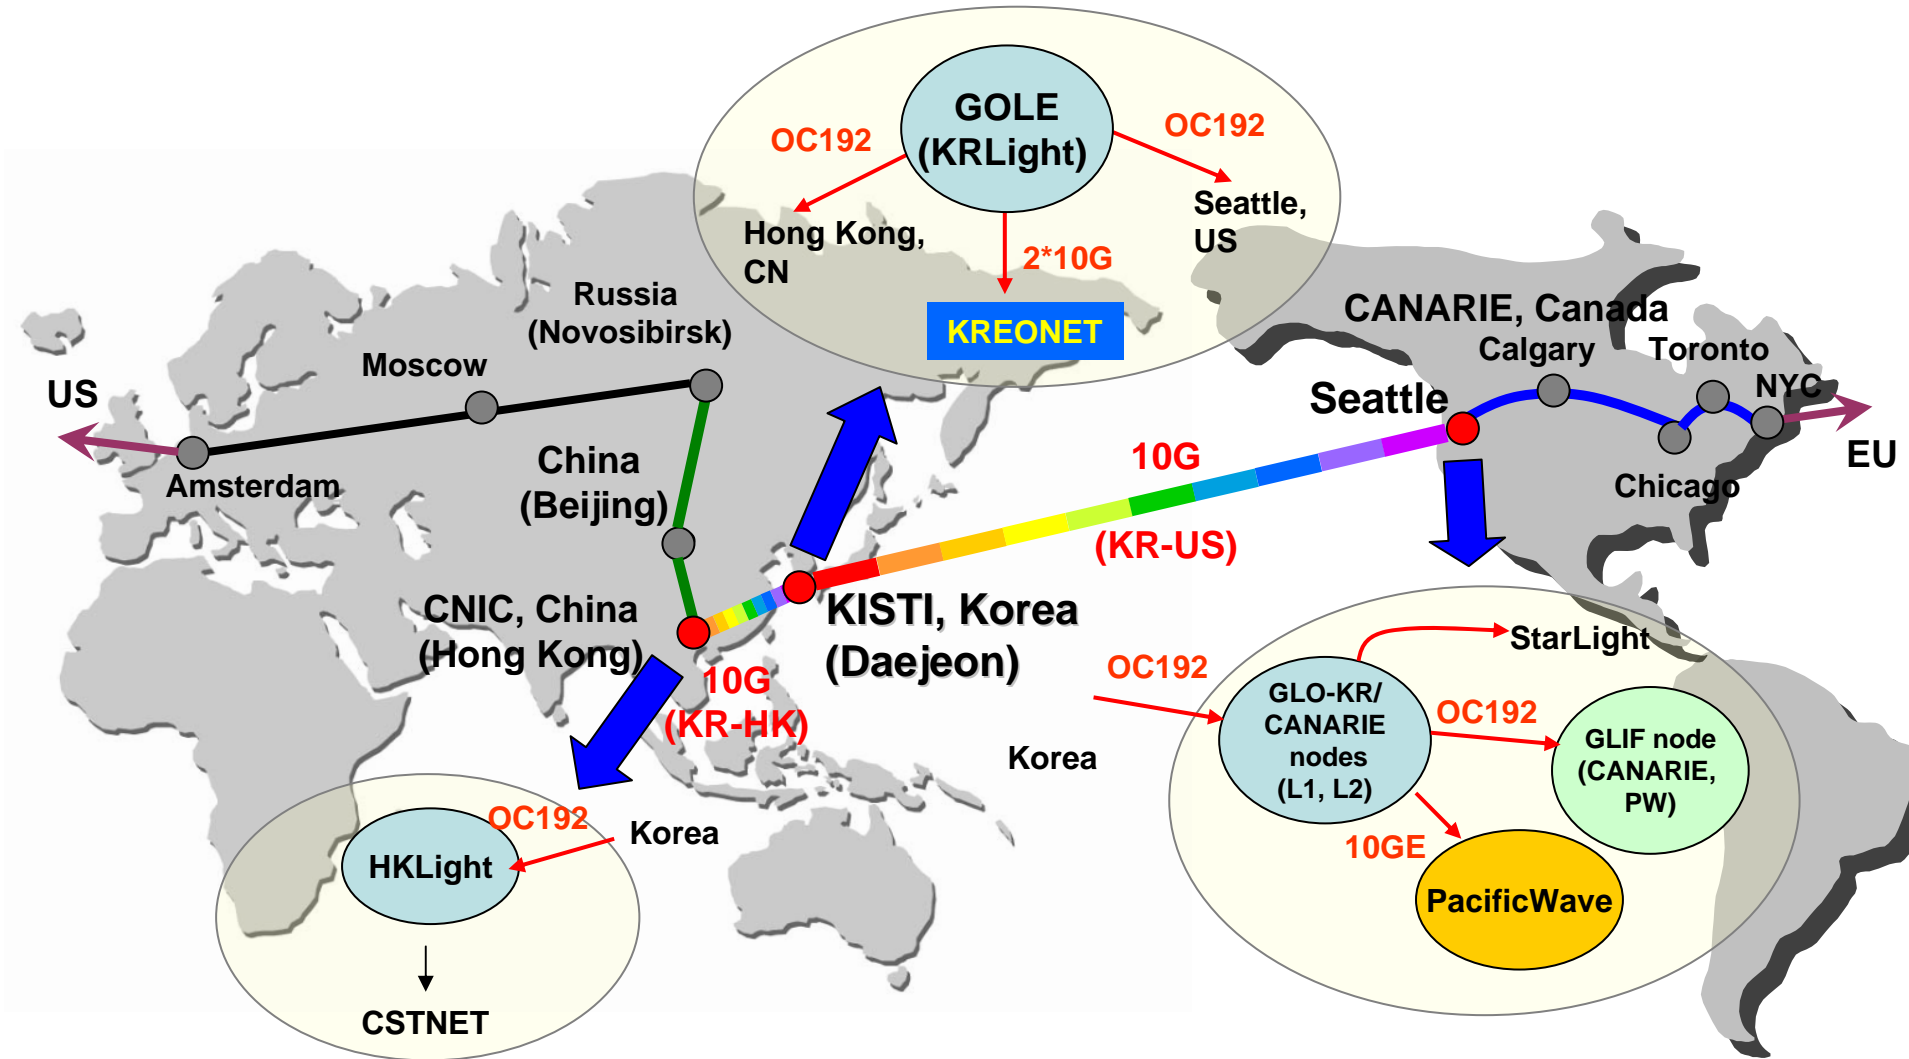 GOLE
(KRLight)
OC192
OC192
Hong Kong,
CN
Seattle,
US
2*10G
KREONET
Russia
(Novosibirsk)
Moscow
US
Amsterdam
China
(Beijing)
CNIC, China
(Hong Kong)
10G
(KR-HK)
KISTI, Korea
(Daejeon)
10G
(KR-US)
Seattle
CANARIE, Canada
Calgary
Toronto
NYC
Chicago
EU
HKLight
OC192
Korea
CSTNET
Korea
OC192
GLO-KR/
CANARIE
nodes
(L1, L2)
StarLight
OC192
GLIF node
(CANARIE,
PW)
10GE
PacificWave